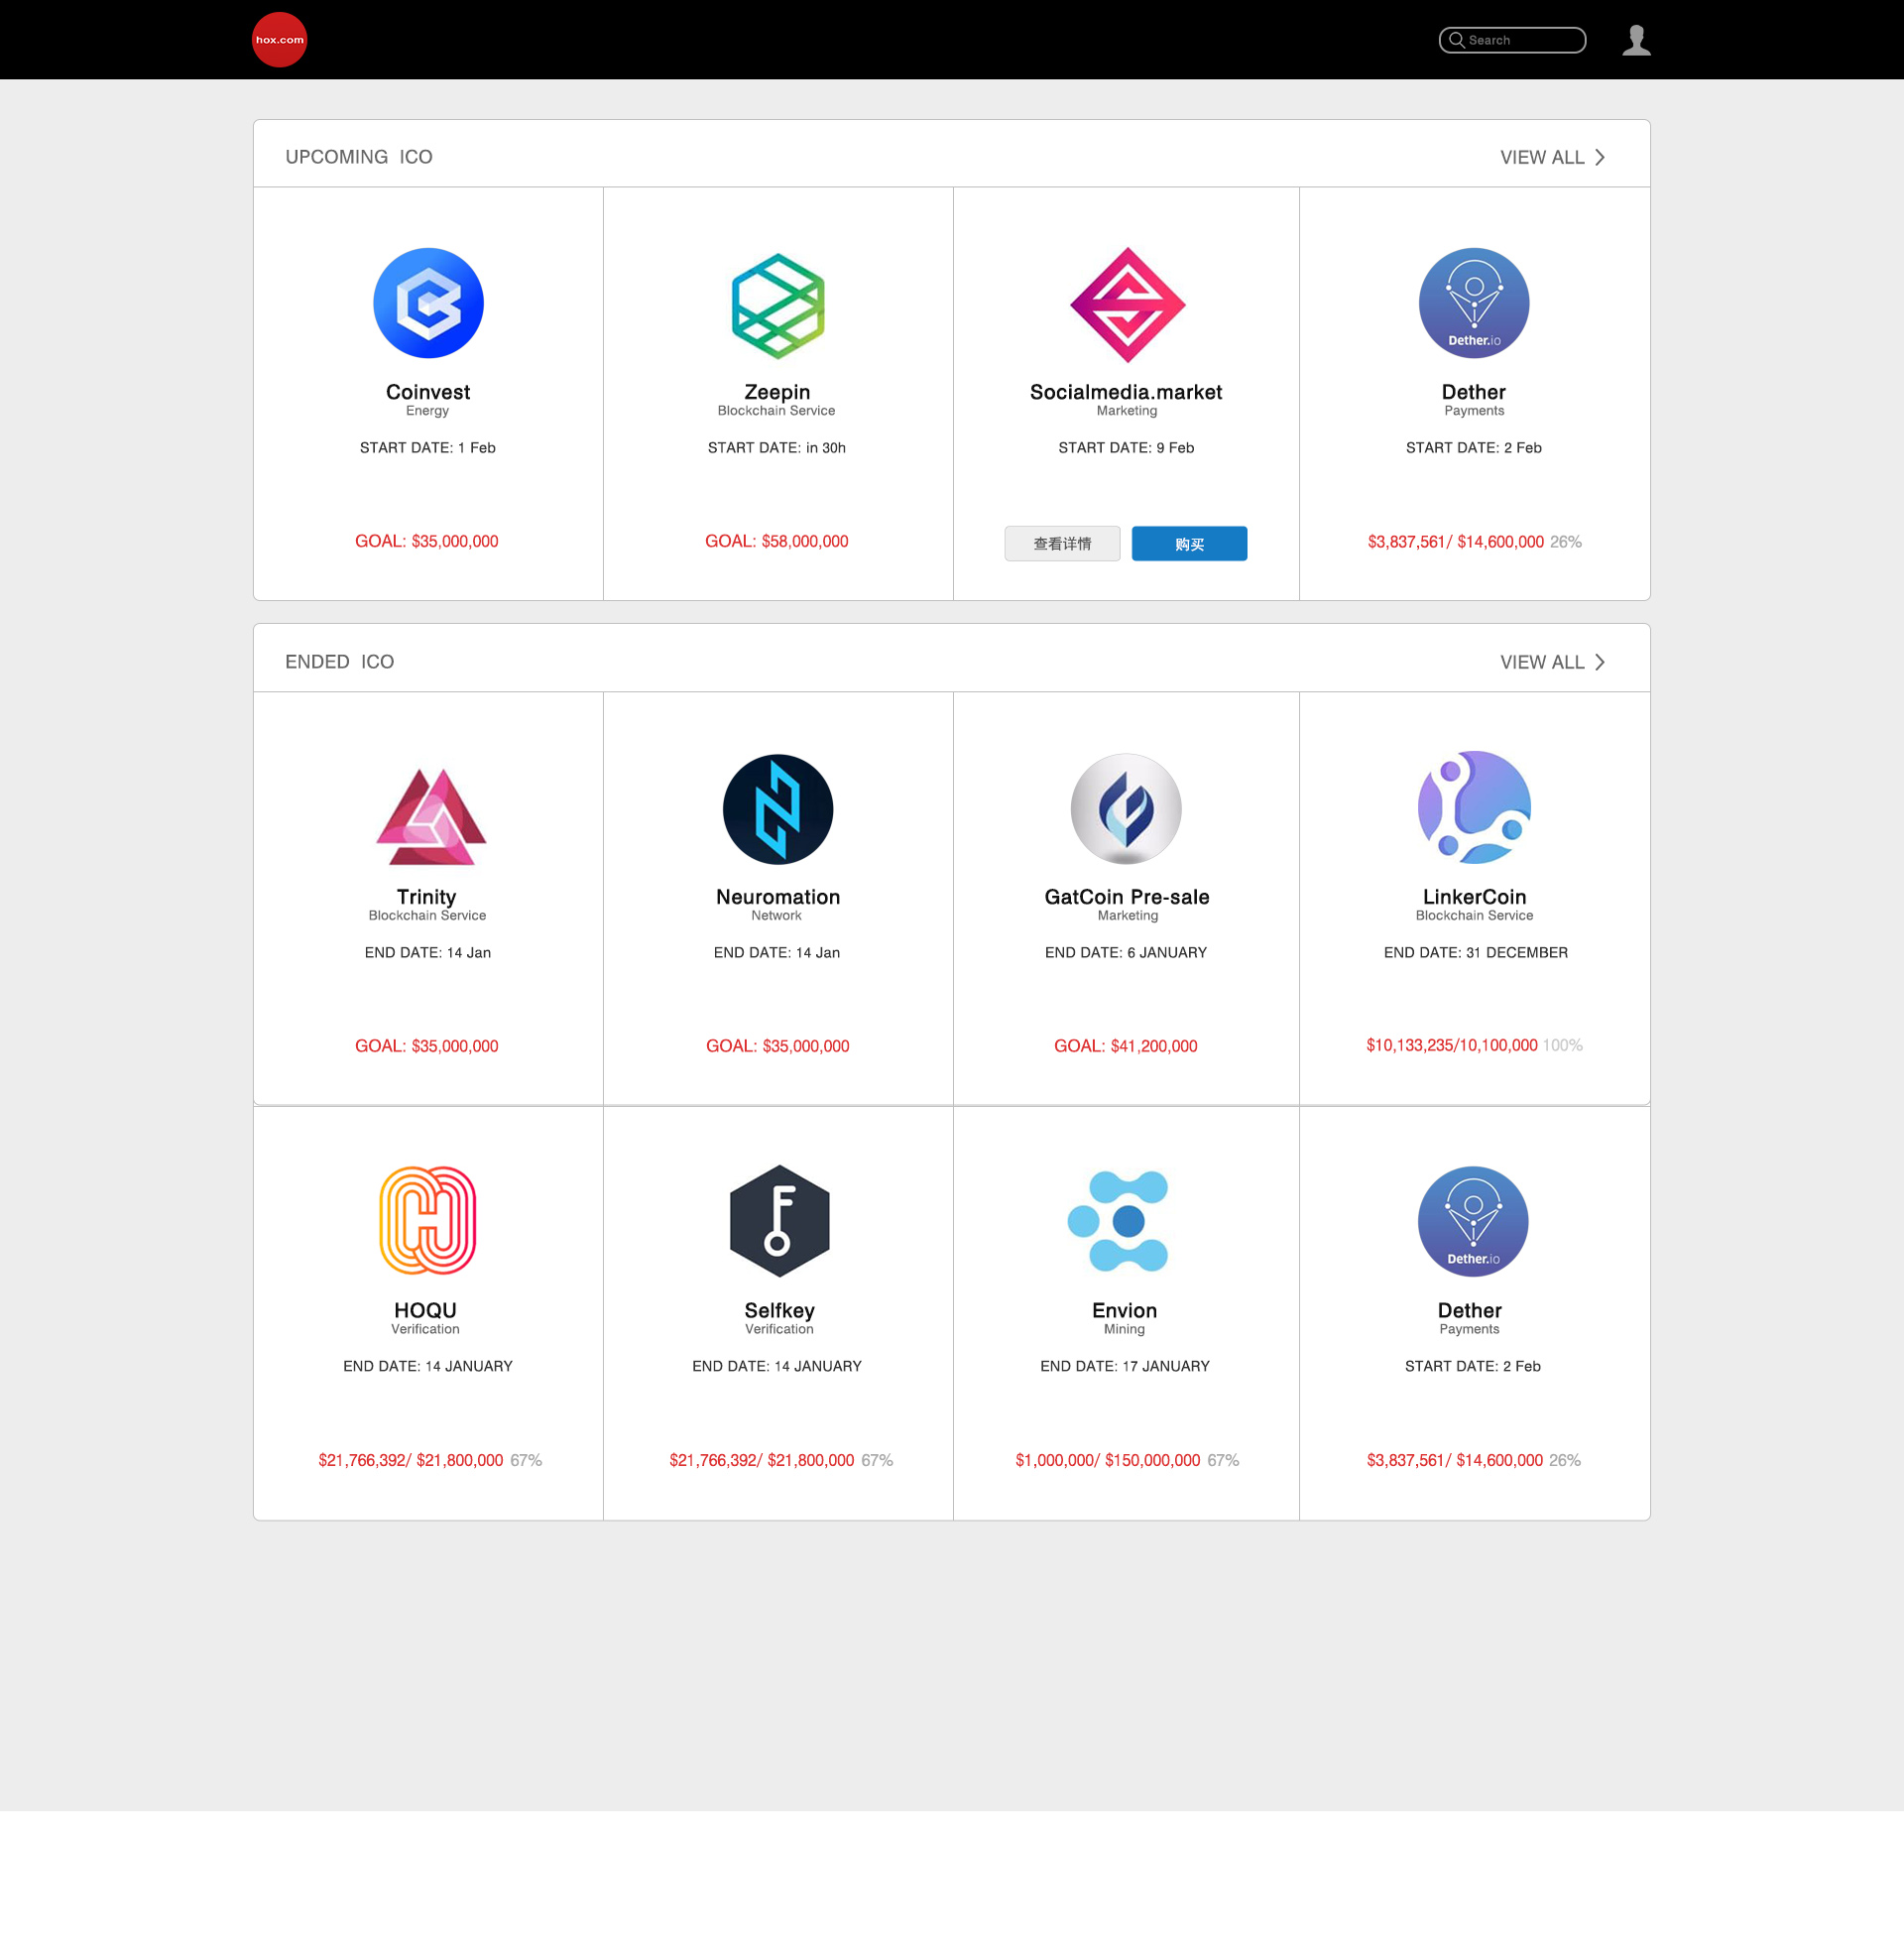 hox.com
Search
UPCOMING ICO
VIEW ALL
Coinvest
Energy
START DATE: 1 Feb
GOAL: $35,000,000
Zeepin
Blockchain Service
START DATE: in 30h
GOAL: $58,000,000
Socialmedia.market
Marketing
START DATE: 9 Feb
查看详情
购买
Dether.io
Dether
Payments
START DATE: 2 Feb
$3,837,561/ $14,600,000 26%
ENDED ICO
VIEW ALL
Trinity
Blockchain Service
END DATE: 14 Jan
GOAL: $35,000,000
Neuromation
Network
END DATE: 14 Jan
GOAL: $35,000,000
GatCoin Pre-sale
Marketing
END DATE: 6 JANUARY
GOAL: $41,200,000
LinkerCoin
Blockchain Service
END DATE: 31 DECEMBER
$10,133,235/10,100,000 100%
HOQU
Verification
END DATE: 14 JANUARY
$21,766,392/ $21,800,000 67%
Selfkey
Verification
END DATE: 14 JANUARY
$21,766,392/ $21,800,000 67%
Envion
Mining
END DATE: 17 JANUARY
$1,000,000/ $150,000,000 67%
Dether.io
Dether
Payments
START DATE: 2 Feb
$3,837,561/ $14,600,000 26%